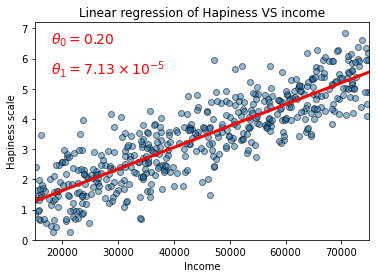 Linear regression of Hapiness VS income
θ0 = 0.20
θ1 = 7.13 × 10^-5
Hapiness scale
7
6
5
4
3
2
1
0
20000 30000 40000 50000 60000 70000
Income